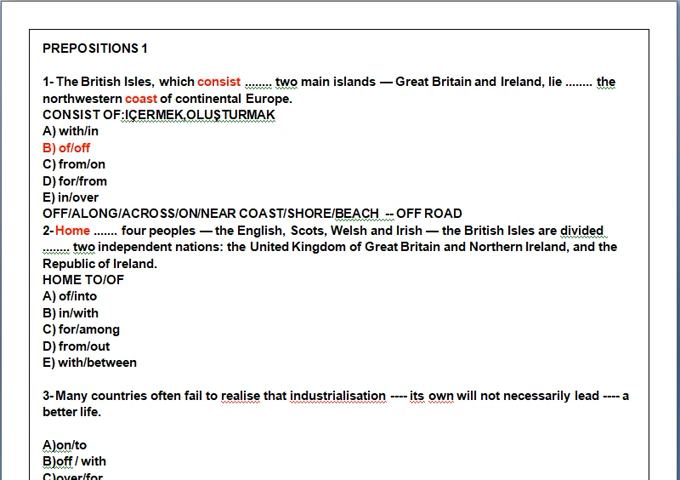 PREPOSITIONS 1
1- The British Isles, which consist ........ two main islands — Great Britain and Ireland, lie ........ the
northwestern coast of continental Europe.
CONSIST OF:IÇERMEK,OLUŞTURMAK
A) with/in
B) of/off
C) from/on
D) for/from
E) in/over
OFF/ALONG/ACROSS/ON/NEAR COAST/SHORE/BEACH -- OFF ROAD
2- Home ....... four peoples — the English, Scots, Welsh and Irish — the British Isles are divided
........ two independent nations: the United Kingdom of Great Britain and Northern Ireland, and the
Republic of Ireland.
HOME TO/OF
A) of/into
B) in/with
C) for/among
D) from/out
E) with/between
3- Many countries often fail to realise that industrialisation ---- its own will not necessarily lead ---- a
better life.
A)on/to
B)off / with
C)over/for